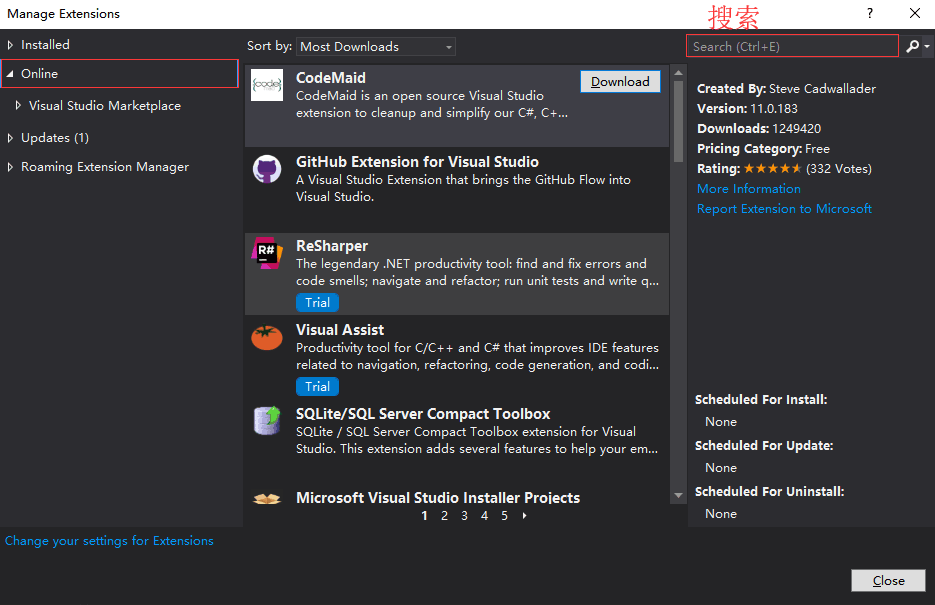 Manage Extensions
搜索
?
Installed
Online
Visual Studio Marketplace
Updates (1)
Roaming Extension Manager
Sort by: Most Downloads
CodeMaid
Download
CodeMaid is an open source Visual Studio
extension to cleanup and simplify our C#, C+...
GitHub Extension for Visual Studio
A Visual Studio Extension that brings the GitHub Flow into
Visual Studio.
R#
ReSharper
The legendary .NET productivity tool: find and fix errors and
code smells; navigate and refactor; run unit tests and write q...
Trial
Visual Assist
Productivity tool for C/C++ and C# that improves IDE features
related to navigation, refactoring, code generation, and codi...
Trial
SQLite/SQL Server Compact Toolbox
SQLite / SQL Server Compact Toolbox extension for Visual
Studio. This extension adds several features to help your em...
Microsoft Visual Studio Installer Projects
1 2 3 4 5
Search (Ctrl+E)
Created By: Steve Cadwallader
Version: 11.0.183
Downloads: 1249420
Pricing Category: Free
Rating: (332 Votes)
More Information
Report Extension to Microsoft
Scheduled For Install:
None
Scheduled For Update:
None
Scheduled For Uninstall:
None
Change your settings for Extensions
Close